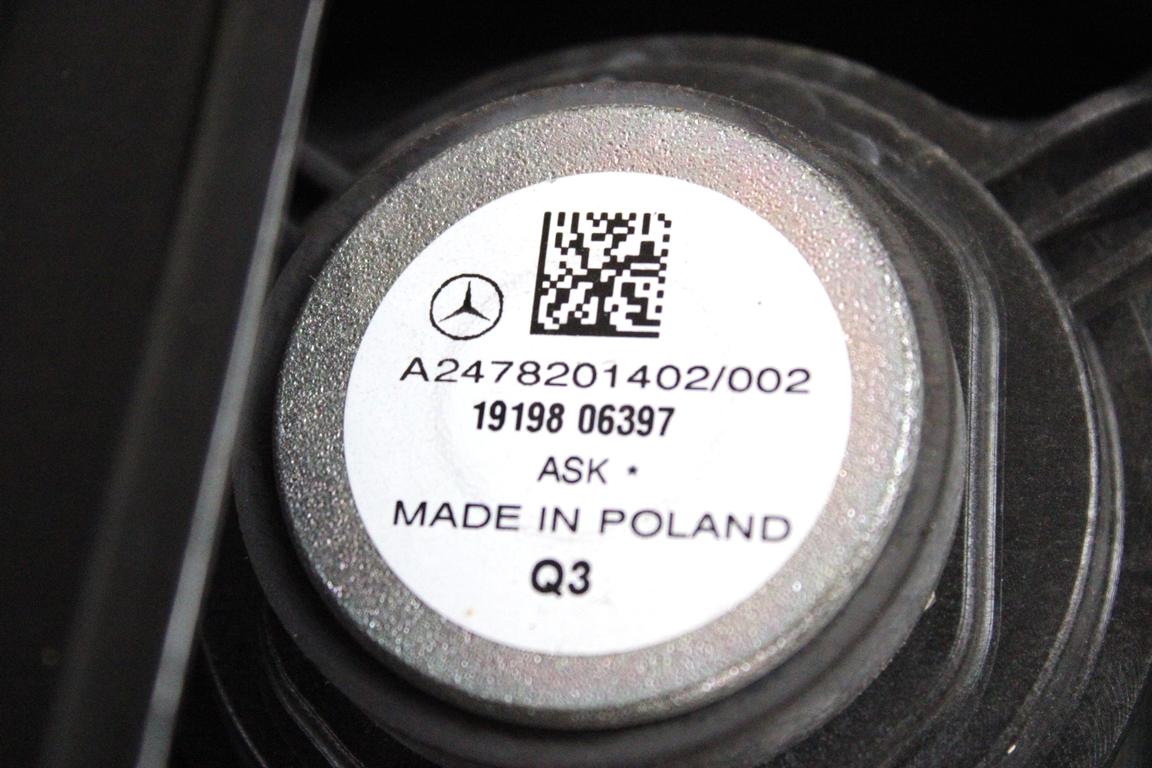 A2478201402/002
19198 06397
ASK *
MADE IN POLAND
Q3